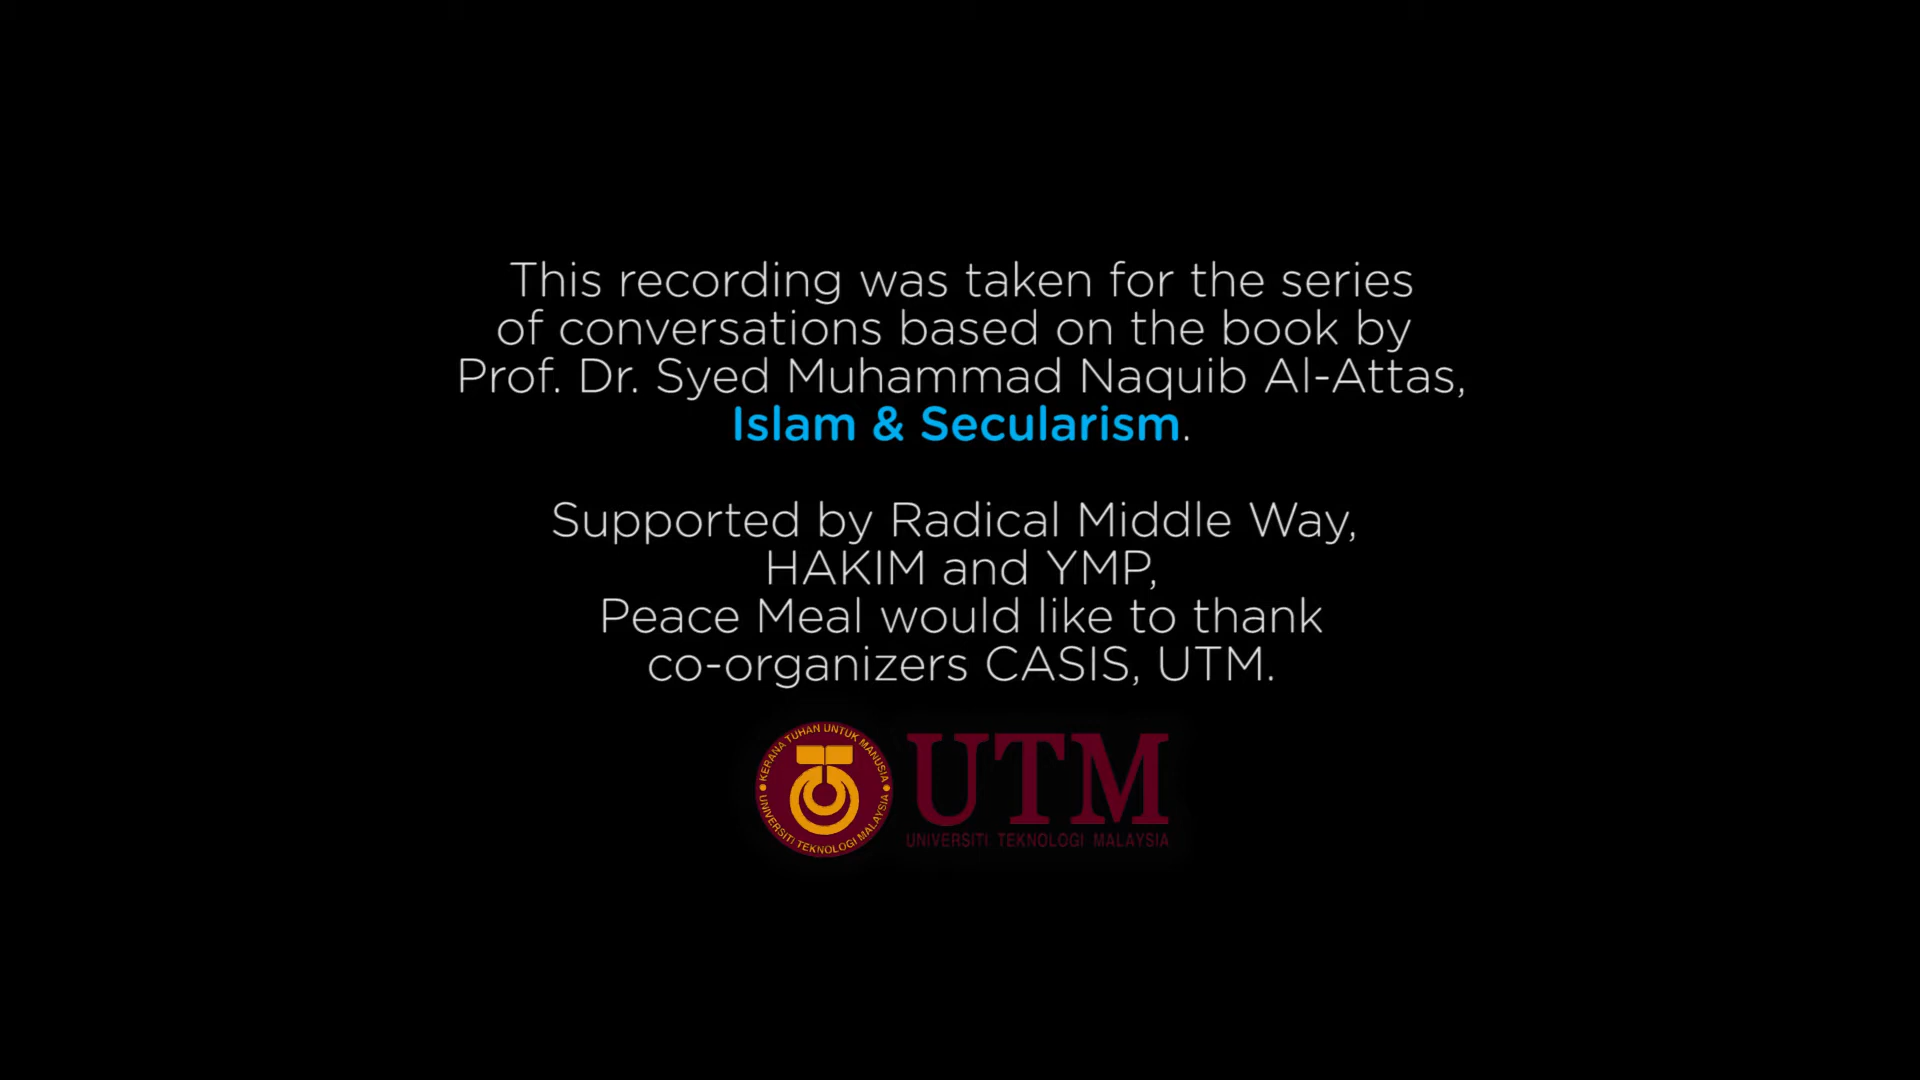 This recording was taken for the series
of conversations based on the book by
Prof. Dr. Syed Muhammad Naquib Al-Attas,
Islam & Secularism.
Supported by Radical Middle Way,
HAKIM and YMP,
Peace Meal would like to thank
co-organizers CASIS, UTM.
KERANA TUHAN UNTUK MANUSIA
UNIVERSITI TEKNOLOGI MALAYSIA
UTM
UNIVERSITI TEKNOLOGI MALAYSIA